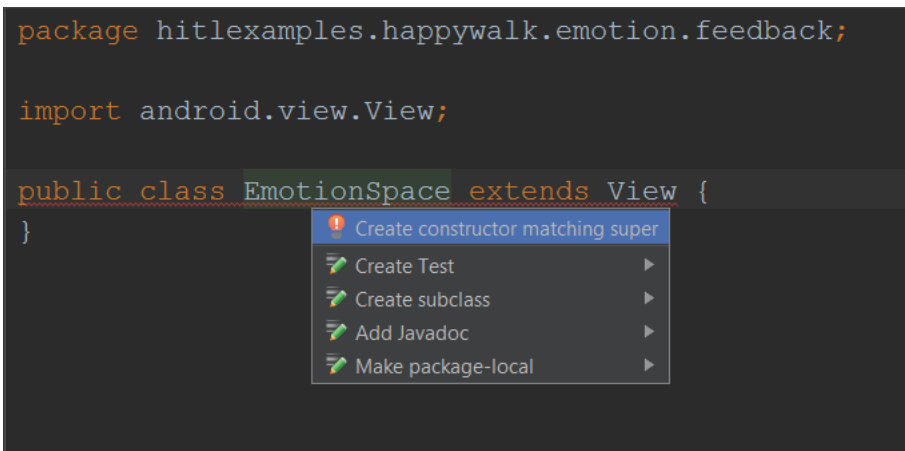 package hitlexamples.happywalk.emotion.feedback;
import android.view.View;
public class EmotionSpace extends View {
}
Create constructor matching super
Create Test
Create subclass
Add Javadoc
Make package-local